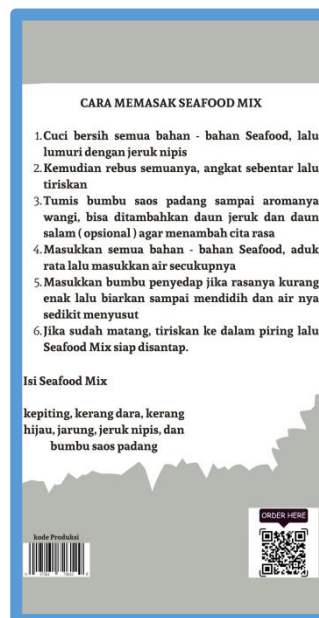 CARA MEMASAK SEAFOOD MIX
1. Cuci bersih semua bahan - bahan Seafood, lalu
lumuri dengan jeruk nipis
2. Kemudian rebus semuanya, angkat sebentar lalu
tiriskan
3. Tumis bumbu saos padang sampai aromanya
wangi, bisa ditambahkan daun jeruk dan daun
salam ( opsional ) agar menambah cita rasa
4. Masukkan semua bahan - bahan Seafood, aduk
rata lalu masukkan air secukupnya
5. Masukkan bumbu penyedap jika rasanya kurang
enak lalu biarkan sampai mendidih dan air nya
sedikit menyusut
6. Jika sudah matang, tiriskan ke dalam piring lalu
Seafood Mix siap disantap.
Isi Seafood Mix
kepiting, kerang dara, kerang
hijau, jarung, jeruk nipis, dan
bumbu saos padang
ORDER HERE
kode Produksi